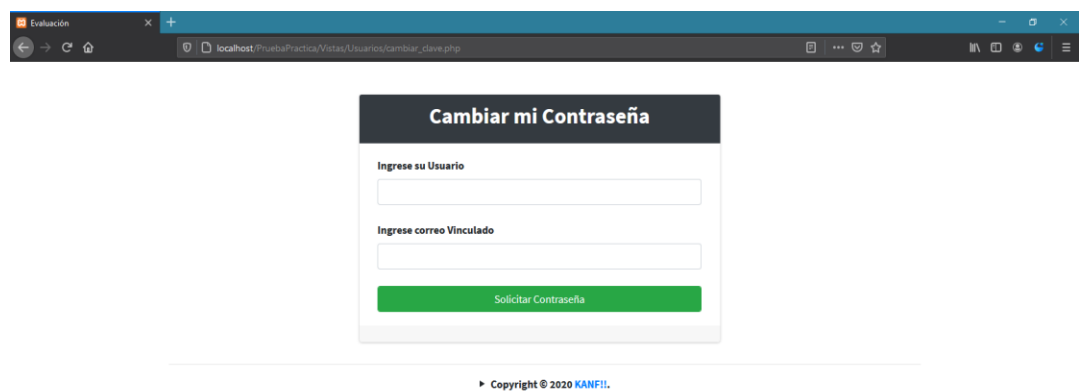 Evaluación
localhost/PruebaPractica/Vistas/Usuarios/cambiar_clave.php
Cambiar mi Contraseña
Ingrese su Usuario
Ingrese correo Vinculado
Solicitar Contraseña
Copyright © 2020 KANF!!.